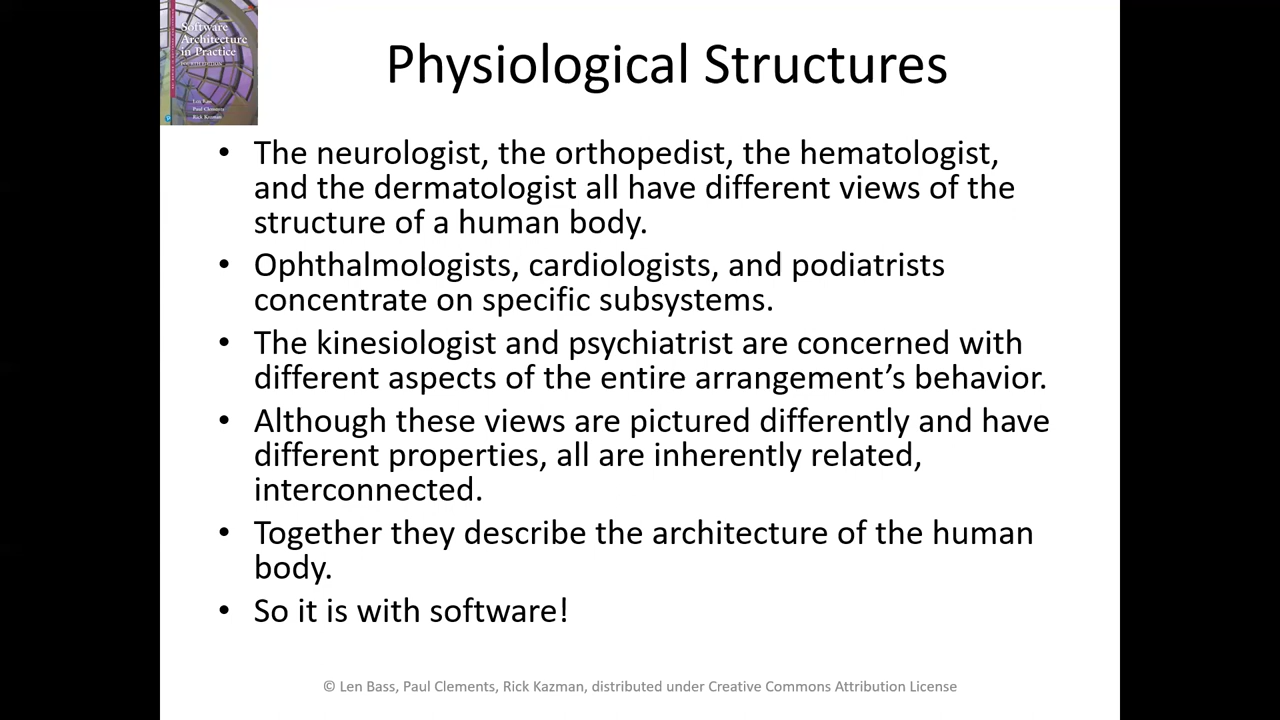 Software
Architecture
in Practice
Physiological Structures
• The neurologist, the orthopedist, the hematologist,
and the dermatologist all have different views of the
structure of a human body.
• Ophthalmologists, cardiologists, and podiatrists
concentrate on specific subsystems.
• The kinesiologist and psychiatrist are concerned with
different aspects of the entire arrangement’s behavior.
• Although these views are pictured differently and have
different properties, all are inherently related,
interconnected.
• Together they describe the architecture of the human
body.
• So it is with software!
© Len Bass, Paul Clements, Rick Kazman, distributed under Creative Commons Attribution License